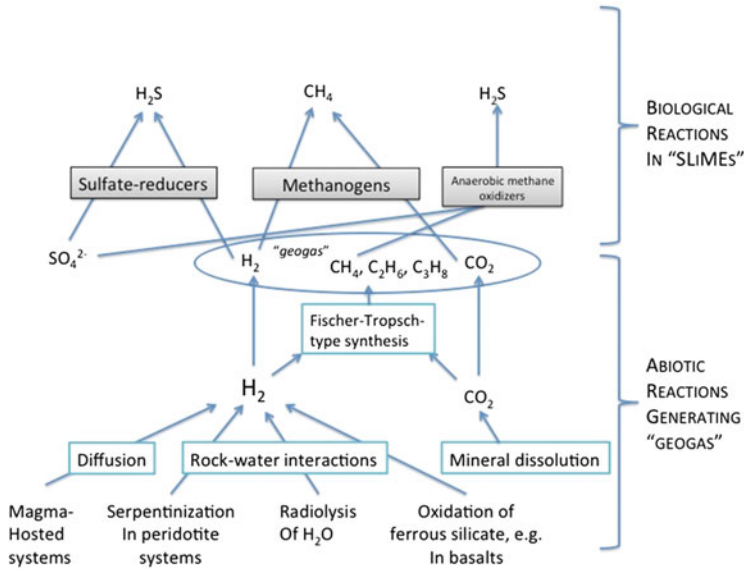 H₂S
CH₄
H₂S
BIOLOGICAL
REACTIONS
IN “SLIMES”
Sulfate-reducers
Methanogens
Anaerobic methane
oxidizers
SO₄²⁻
“geogas”
H₂
CH₄, C₂H₆, C₃H₈
CO₂
Fischer-Tropsch-
type synthesis
H₂
CO₂
ABIOTIC
REACTIONS
GENERATING
“GEOGAS”
Diffusion
Rock-water interactions
Mineral dissolution
Magma-
Hosted
systems
Serpentinization
In peridotite
systems
Radiolysis
Of H₂O
Oxidation of
ferrous silicate, e.g.
In basalts